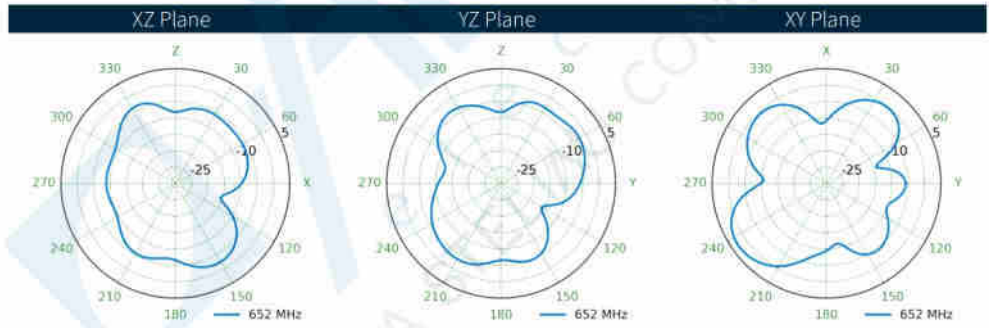 XZ Plane YZ Plane XY Plane
Z Z X
330 30 330 30 330 30
300 60 300 60 300 60
5 5 5
-10 -10 -10
-25 -25 -25
270 X 270 Y 270 Y
240 120 240 120 240 120
210 150 210 150 210 150
180 180 180
652 MHz 652 MHz 652 MHz